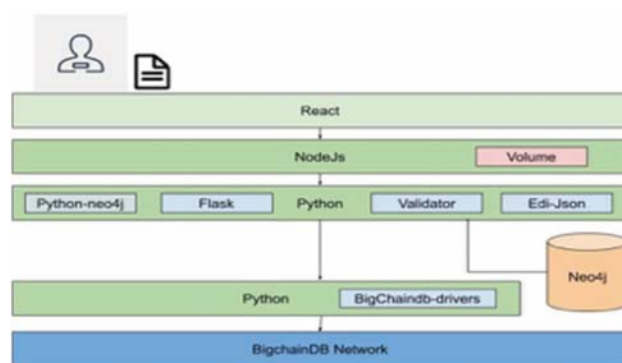 React
NodeJs Volume
Python-neo4j Flask Python Validator Edi-Json
Neo4j
Python BigChaindb-drivers
BigchainDB Network